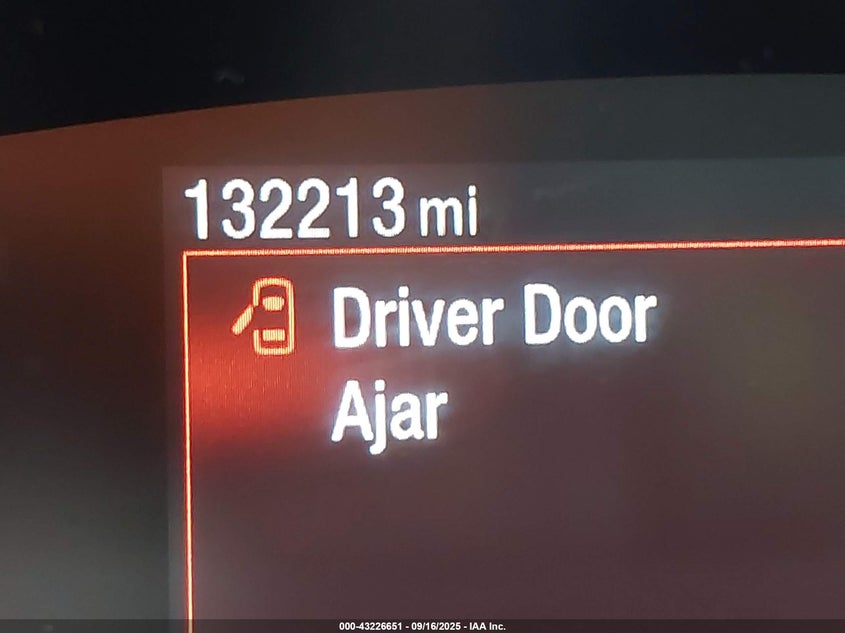 132213 mi
Driver Door
Ajar
000-43226651 - 09/16/2025 - IAA Inc.